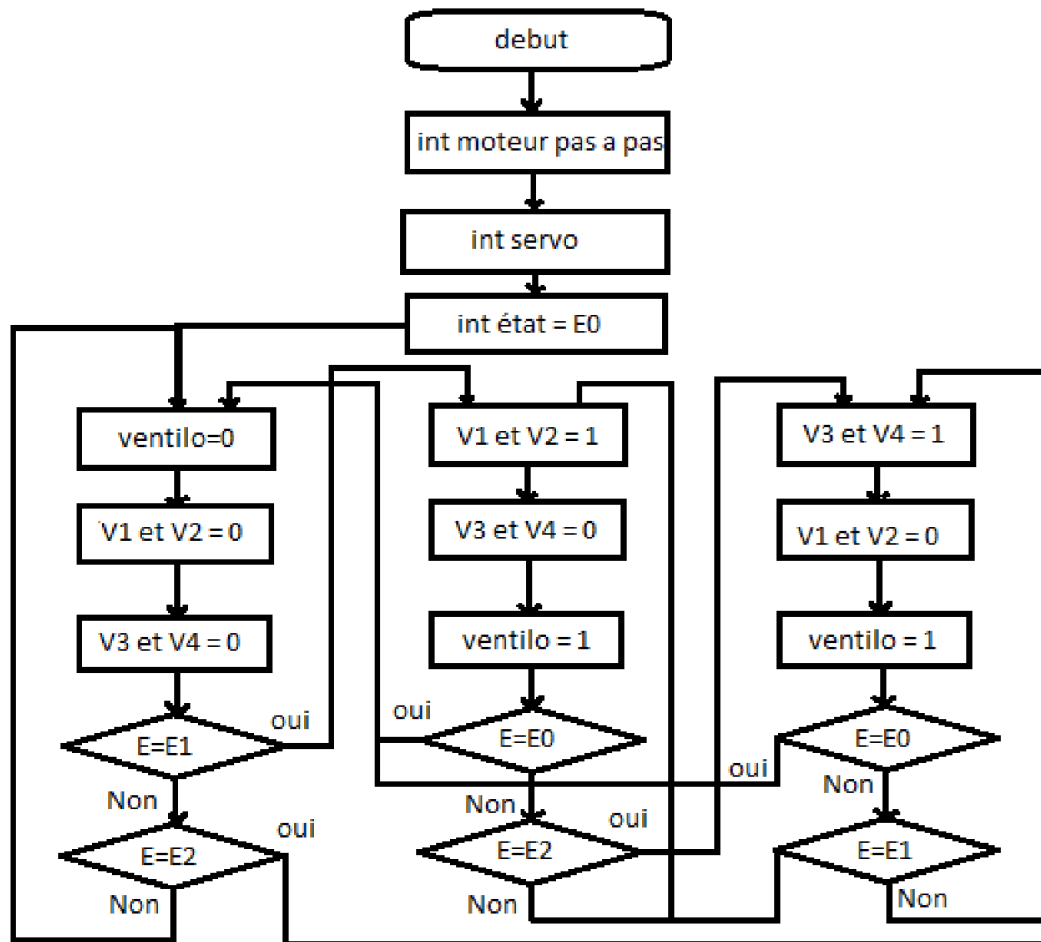 debut
int moteur pas a pas
int servo
int état = E0
ventilo=0
V1 et V2 = 1
V3 et V4 = 1
V1 et V2 = 0
V3 et V4 = 0
V1 et V2 = 0
V3 et V4 = 0
ventilo = 1
ventilo = 1
oui
oui
E=E1
E=E0
E=E0
oui
Non
Non
Non
oui
oui
E=E2
E=E2
E=E1
Non
Non
Non